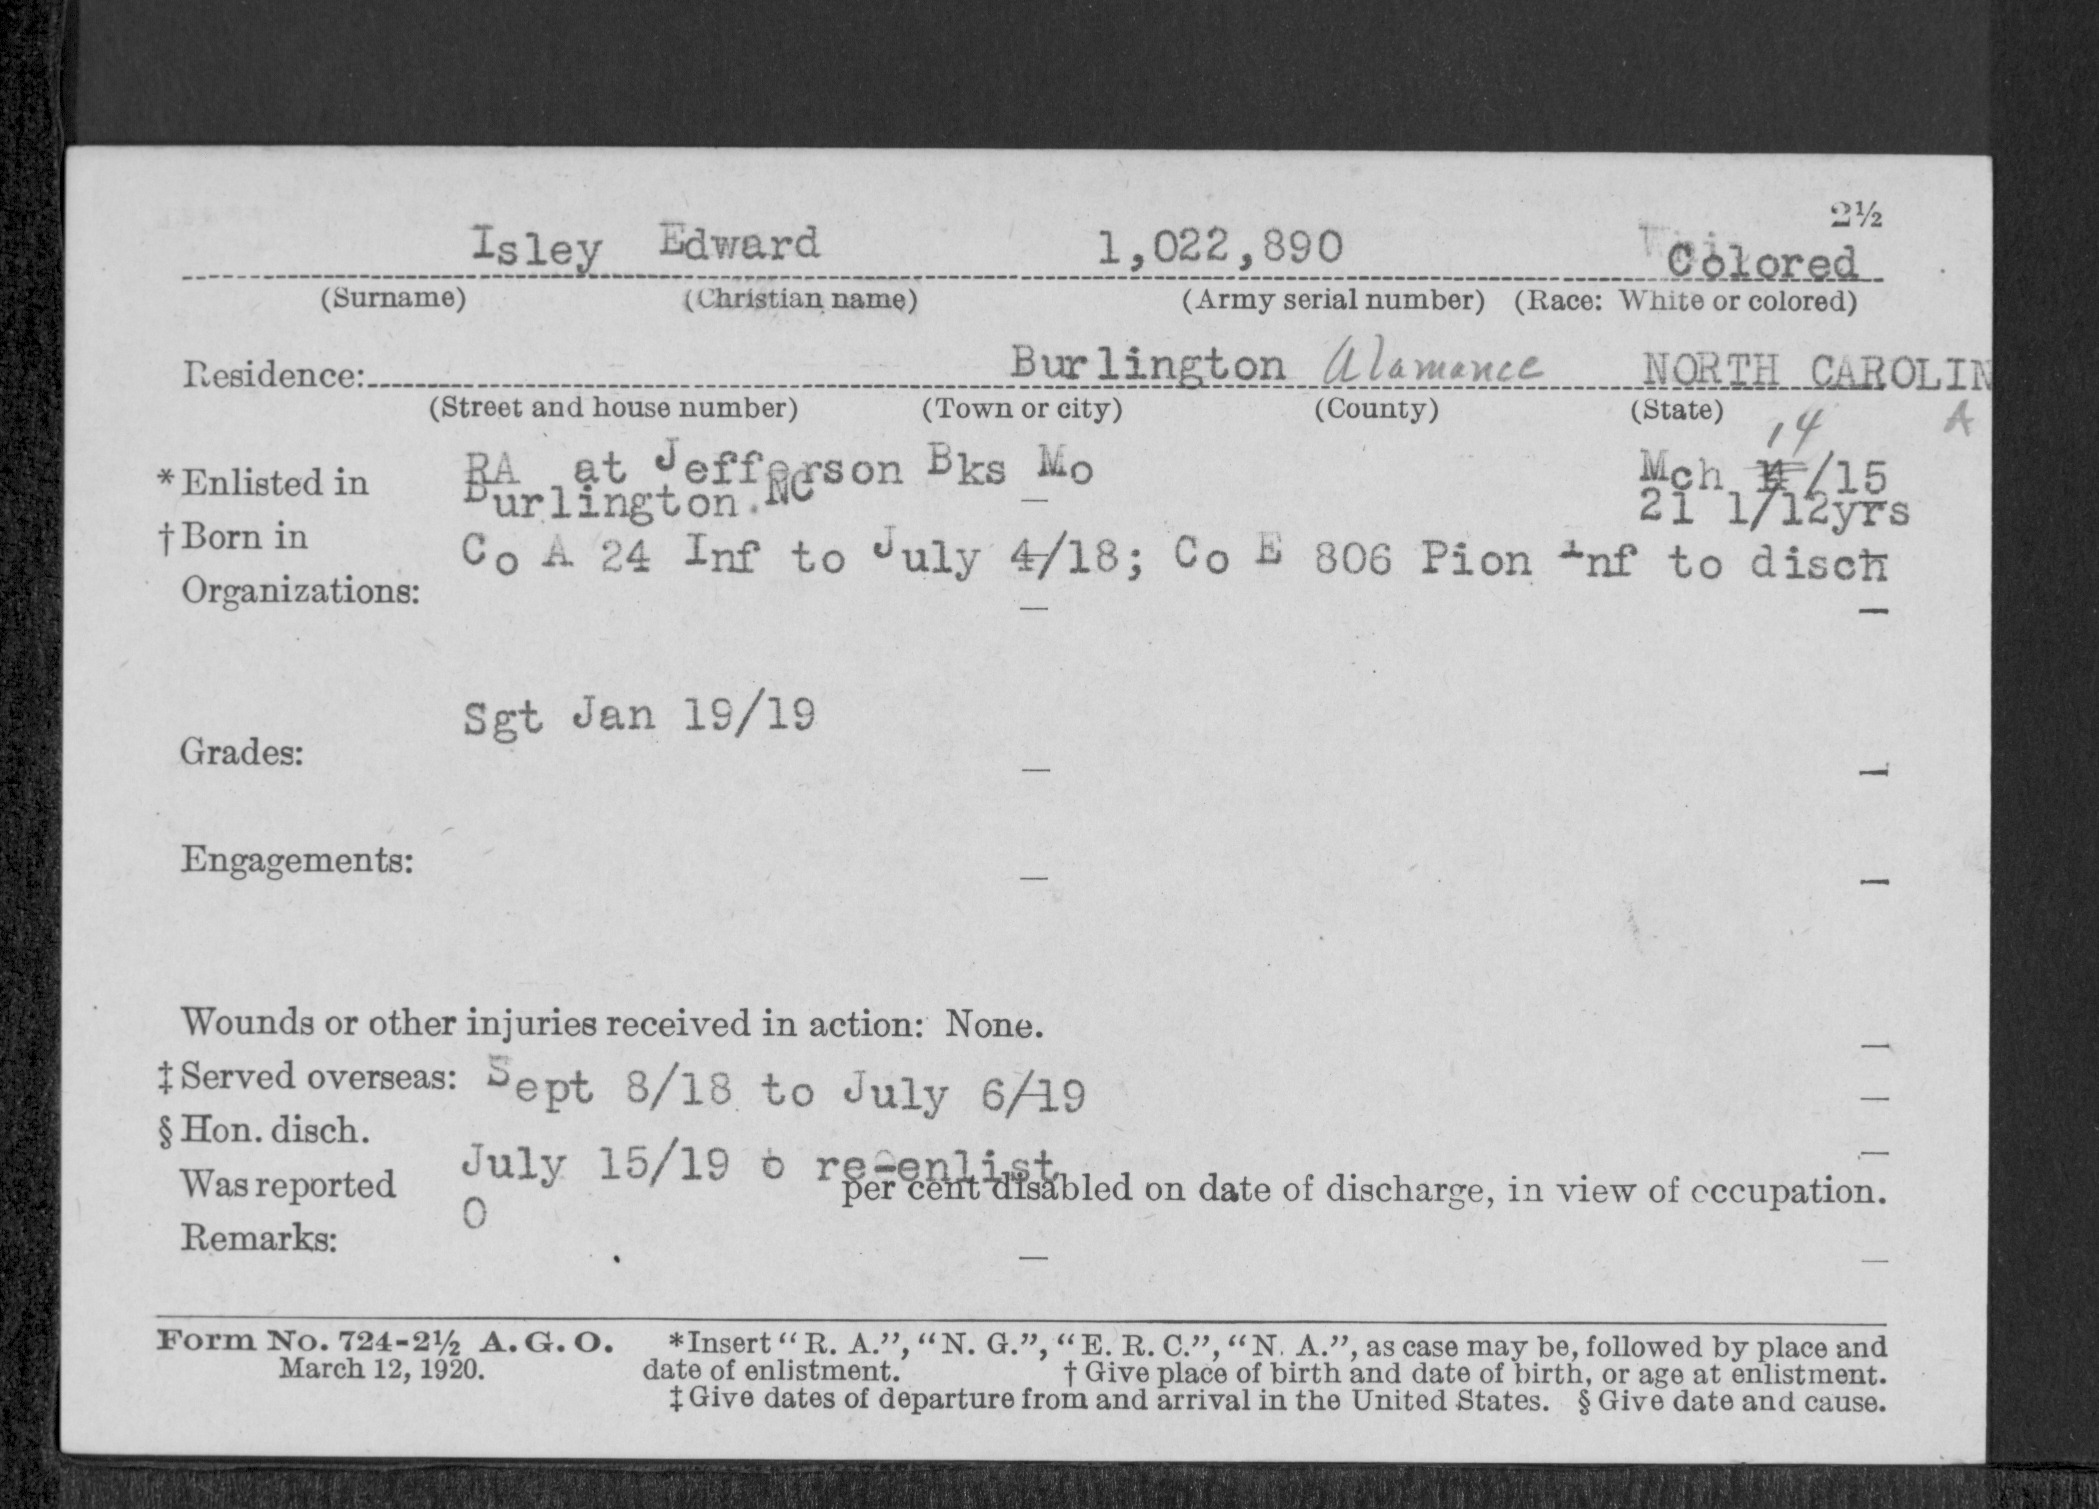 2½
Isley Edward 1,022,890 Colored
(Surname) (Christian name) (Army serial number) (Race: White or colored)
Residence: Burlington Alamance NORTH CAROLIN
A
(Street and house number) (Town or city) (County) (State)
14
*Enlisted in RA at Jefferson Bks Mo Mch 4/15
†Born in Burlington NC 21 1/12yrs
Organizations: Co A 24 Inf to July 4/18; Co E 806 Pion Inf to disch
Grades: Sgt Jan 19/19
Engagements:
Wounds or other injuries received in action: None.
‡Served overseas: Sept 8/18 to July 6/19
§Hon. disch. July 15/19 o re-enlist
Was reported 0 per cent disabled on date of discharge, in view of occupation.
Remarks:
Form No. 724-2½ A. G. O. *Insert "R. A.", "N. G.", "E. R. C.", "N. A.", as case may be, followed by place and
March 12, 1920. date of enlistment. †Give place of birth and date of birth, or age at enlistment.
‡Give dates of departure from and arrival in the United States. §Give date and cause.